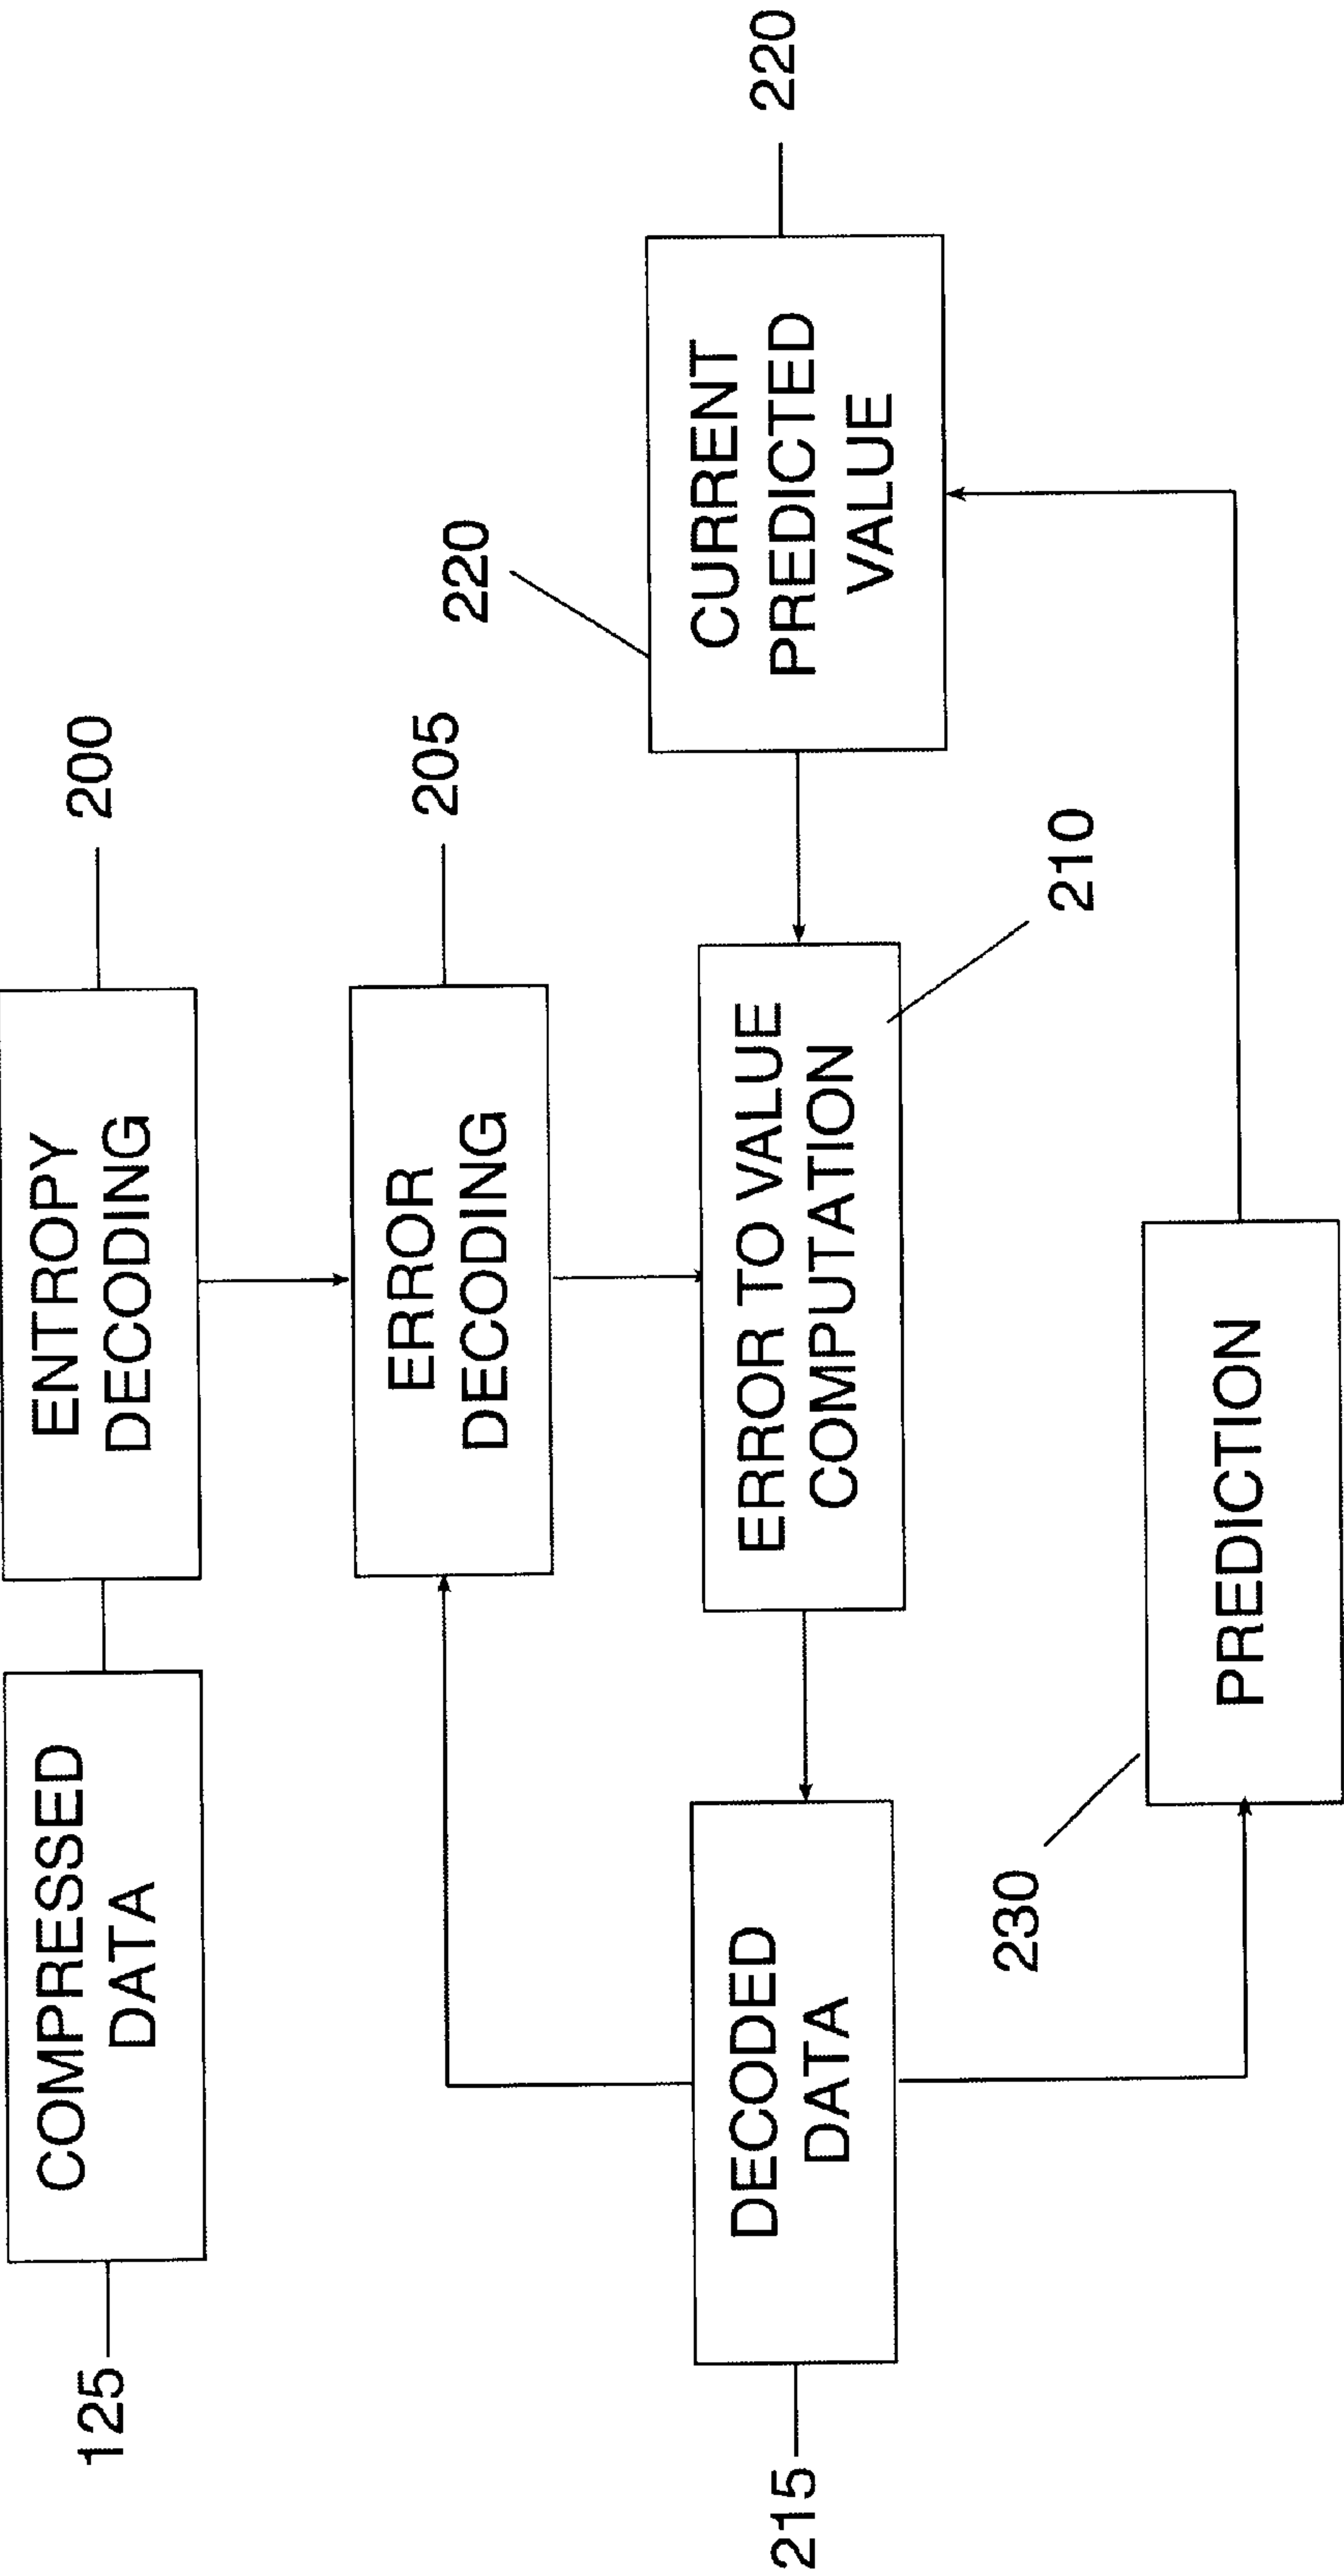 125
COMPRESSED
DATA
ENTROPY
DECODING
200
ERROR
DECODING
205
220
215
DECODED
DATA
ERROR TO VALUE
COMPUTATION
CURRENT
PREDICTED
VALUE
220
230
210
PREDICTION